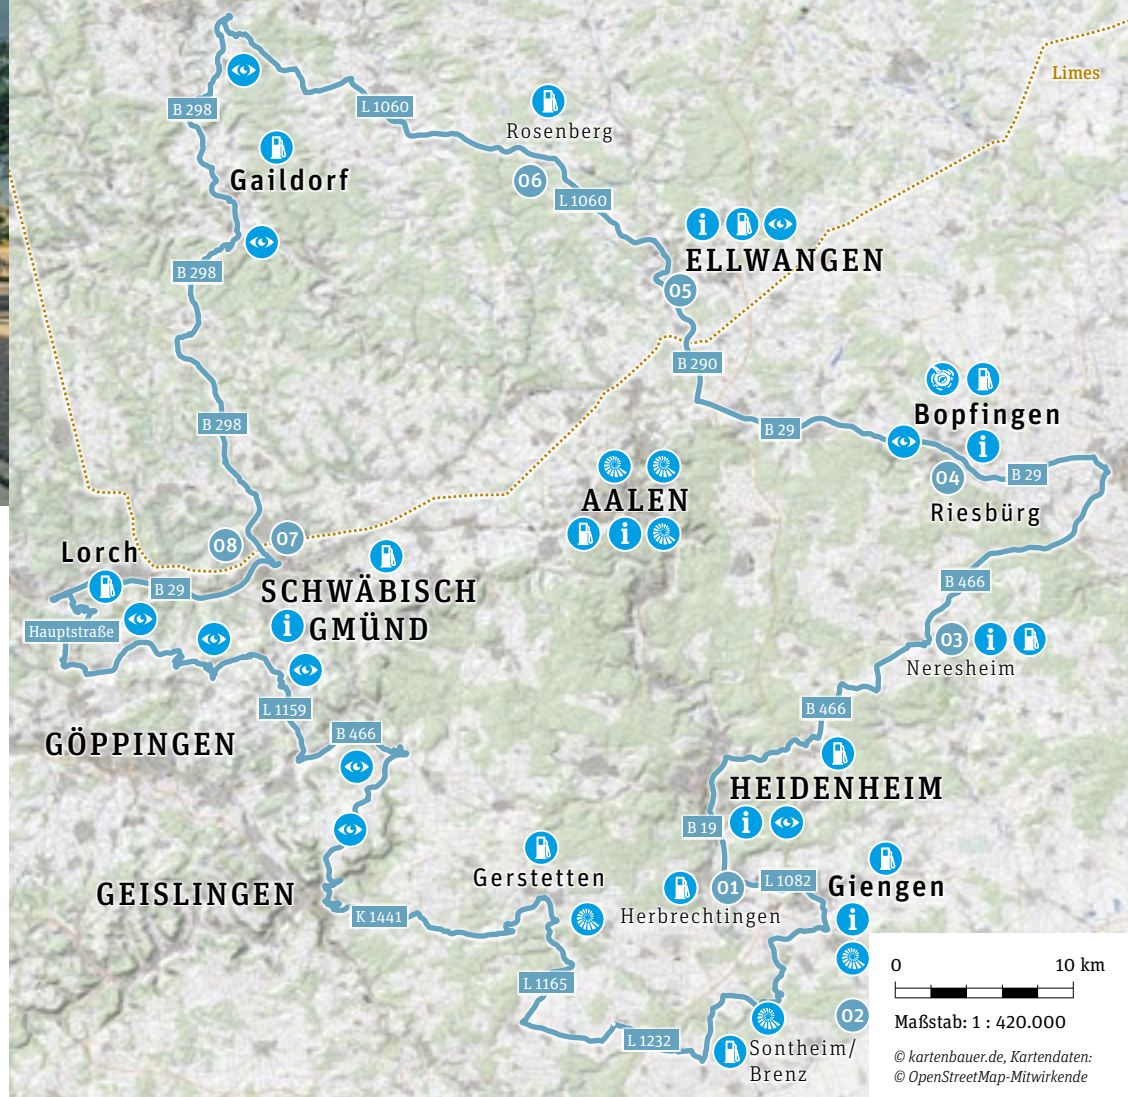 Limes
B 298
L 1060
Rosenberg
Gaildorf
06
L 1060
i
ELLWANGEN
B 298
05
B 290
Bopfingen
B 298
B 29
i
04
B 29
AALEN
Riesbürg
i
08
07
Lorch
B 29
SCHWÄBISCH
i GMÜND
B 466
Hauptstraße
03
i
Neresheim
L 1159
B 466
B 466
GÖPPINGEN
HEIDENHEIM
B 19
i
Gerstetten
GEISLINGEN
01
L 1082
Giengen
K 1441
Herbrechtingen
i
L 1165
02
L 1232
Sontheim/
Brenz
0 10 km
Maßstab: 1 : 420.000
© kartenbauer.de, Kartendaten:
© OpenStreetMap-Mitwirkende